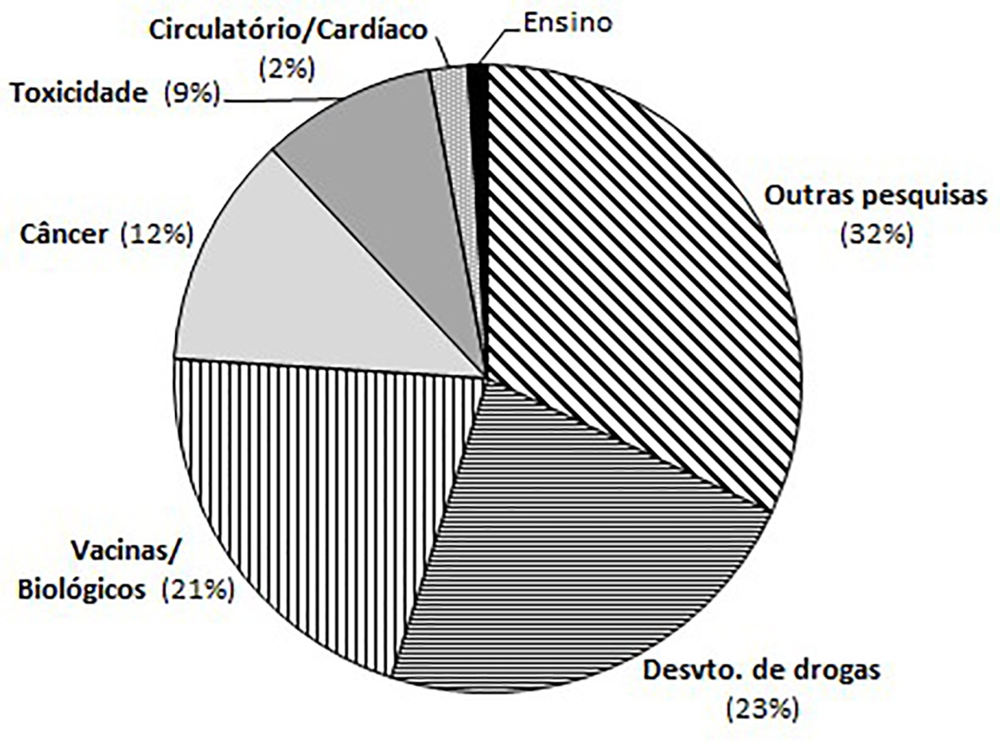 Circulatório/Cardíaco
(2%)
Ensino
Toxicidade (9%)
Outras pesquisas
(32%)
Câncer (12%)
Vacinas/
Biológicos (21%)
Desvto. de drogas
(23%)